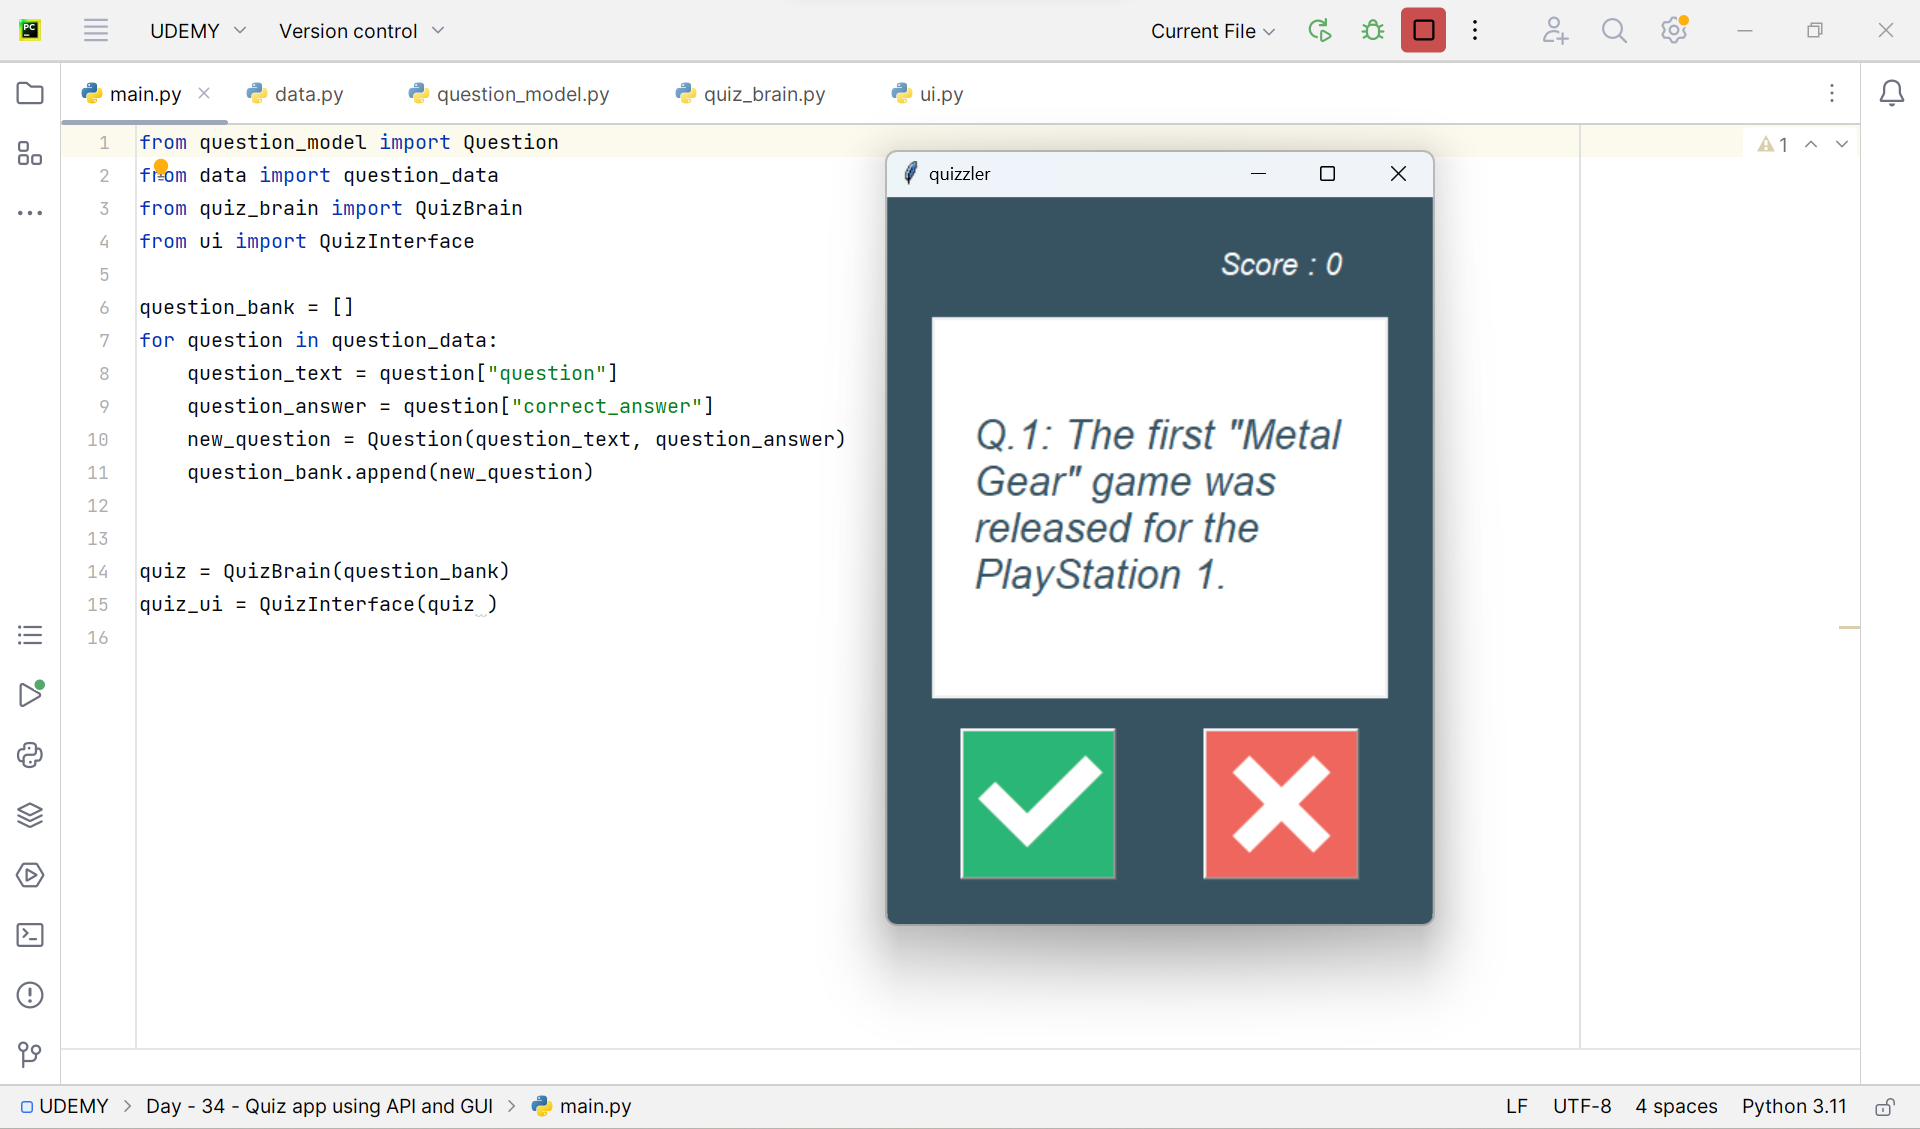 PC
UDEMY
Version control
Current File
main.py
data.py
question_model.py
quiz_brain.py
ui.py
1 from question_model import Question
2 from data import question_data
3 from quiz_brain import QuizBrain
4 from ui import QuizInterface
5
6 question_bank = []
7 for question in question_data:
8     question_text = question["question"]
9     question_answer = question["correct_answer"]
10     new_question = Question(question_text, question_answer)
11     question_bank.append(new_question)
12
13
14 quiz = QuizBrain(question_bank)
15 quiz_ui = QuizInterface(quiz )
16
1
quizzler
Score : 0
Q.1: The first "Metal
Gear" game was
released for the
PlayStation 1.
UDEMY > Day - 34 - Quiz app using API and GUI > main.py
LF UTF-8 4 spaces Python 3.11